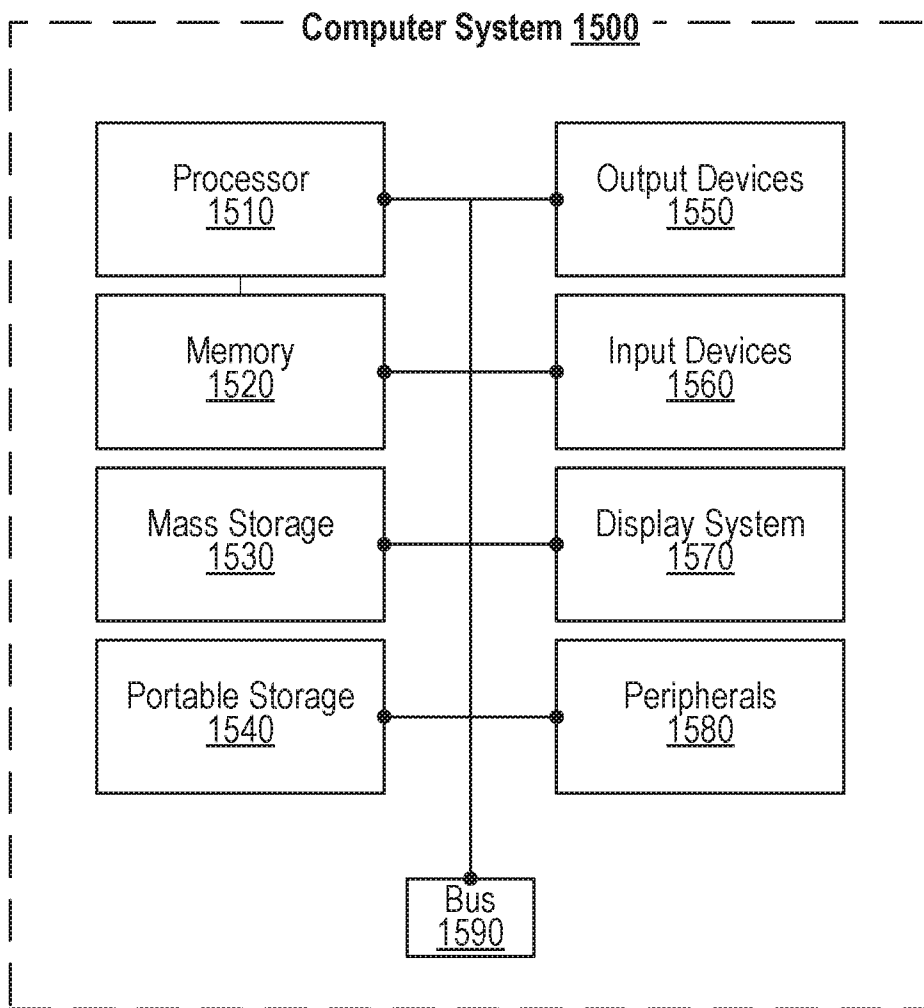 Computer System 1500
Processor
1510
Output Devices
1550
Memory
1520
Input Devices
1560
Mass Storage
1530
Display System
1570
Portable Storage
1540
Peripherals
1580
Bus
1590